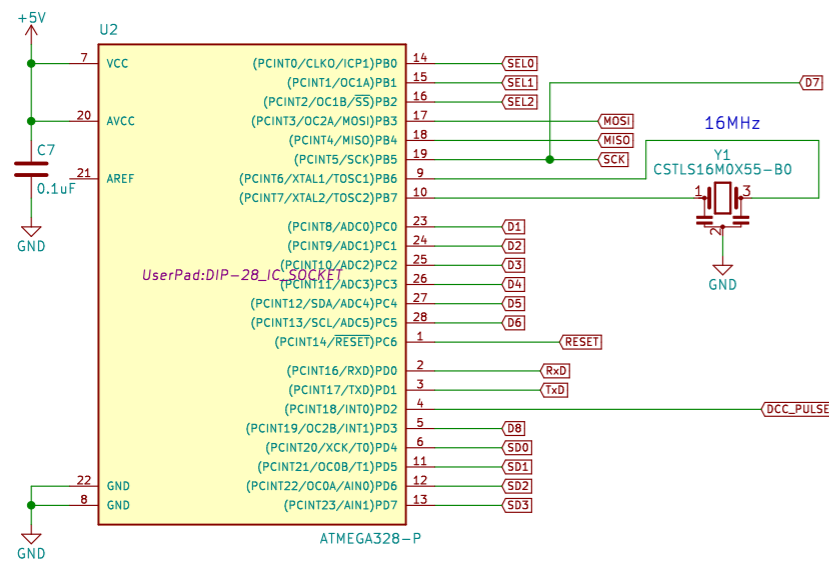 +5V
U2
7 VCC (PCINT0/CLKO/ICP1)PB0 14 SEL0
(PCINT1/OC1A)PB1 15 SEL1 D7
(PCINT2/OC1B/SS)PB2 16 SEL2
20 AVCC (PCINT3/OC2A/MOSI)PB3 17 MOSI 16MHz
(PCINT4/MISO)PB4 18 MISO
C7 (PCINT5/SCK)PB5 19 SCK Y1
CSTLS16M0X55-B0
21 AREF (PCINT6/XTAL1/TOSC1)PB6 9
0.1uF (PCINT7/XTAL2/TOSC2)PB7 10 1 3
2
(PCINT8/ADC0)PC0 23 D1
GND (PCINT9/ADC1)PC1 24 D2
(PCINT10/ADC2)PC2 25 D3
UserPad:DIP-28_IC_SOCKET
(PCINT11/ADC3)PC3 26 D4 GND
(PCINT12/SDA/ADC4)PC4 27 D5
(PCINT13/SCL/ADC5)PC5 28 D6
(PCINT14/RESET)PC6 1 RESET
(PCINT16/RXD)PD0 2 RxD
(PCINT17/TXD)PD1 3 TxD
(PCINT18/INT0)PD2 4 DCC_PULSE
(PCINT19/OC2B/INT1)PD3 5 D8
(PCINT20/XCK/T0)PD4 6 SD0
(PCINT21/OC0B/T1)PD5 11 SD1
22 GND (PCINT22/OC0A/AIN0)PD6 12 SD2
8 GND (PCINT23/AIN1)PD7 13 SD3
ATMEGA328-P
GND